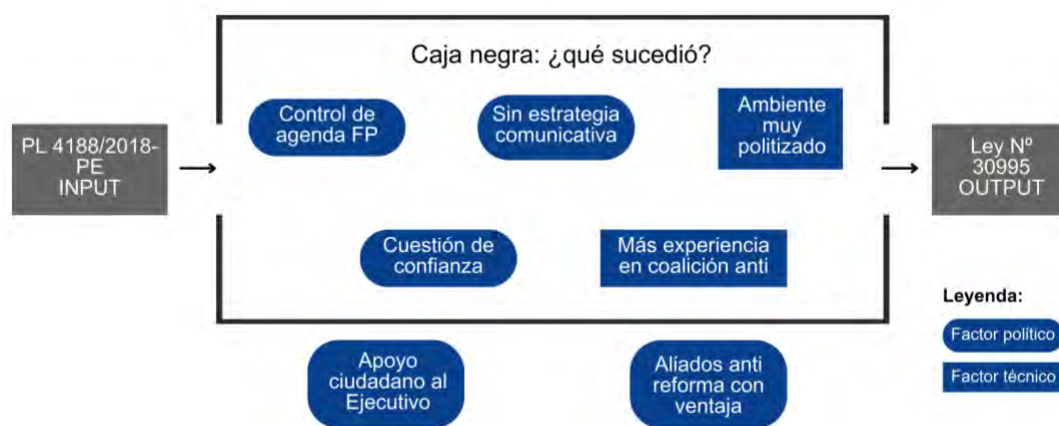 Caja negra: ¿qué sucedió?
Control de
agenda FP
Sin estrategia
comunicativa
Ambiente
muy
politizado
PL 4188/2018-
PE
INPUT
Ley Nº
30995
OUTPUT
Cuestión de
confianza
Más experiencia
en coalición anti
Leyenda:
Factor político
Factor técnico
Apoyo
ciudadano al
Ejecutivo
Alíados anti
reforma con
ventaja